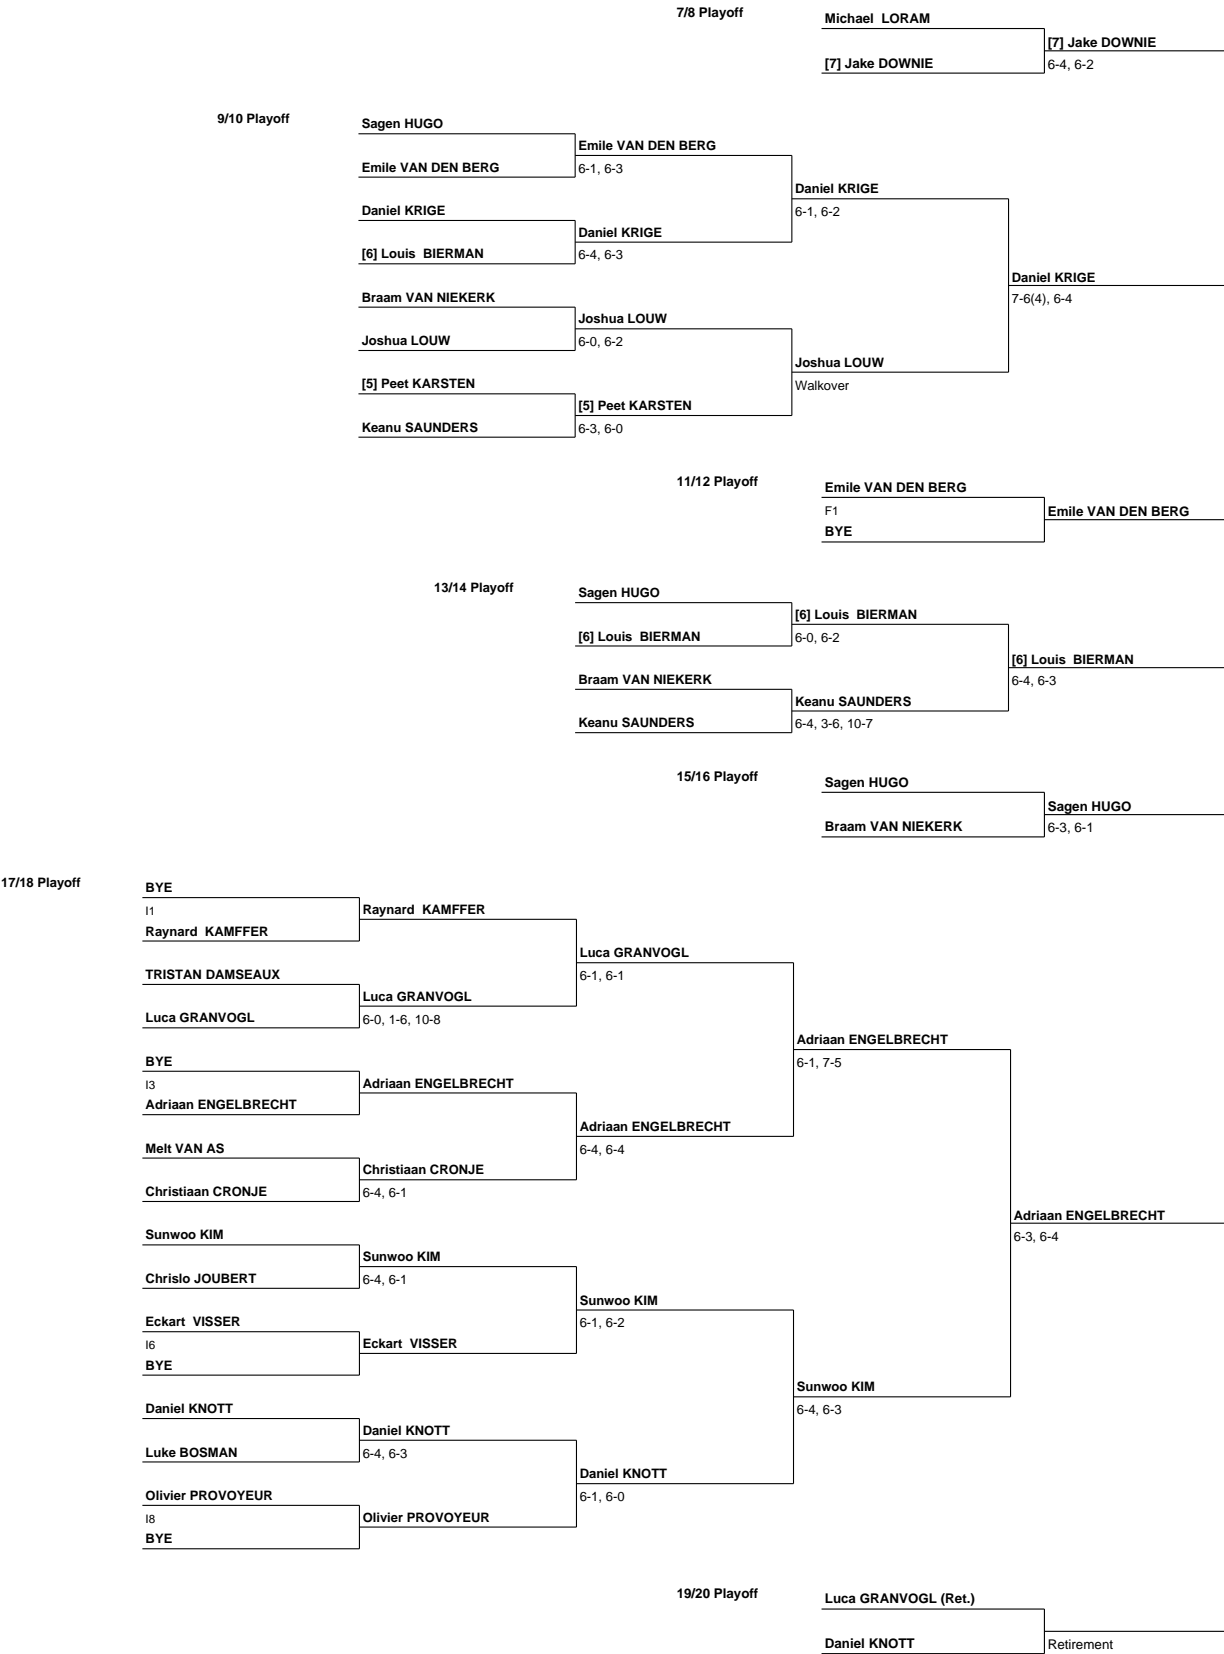 7/8 Playoff
Michael LORAM
[7] Jake DOWNIE
[7] Jake DOWNIE
6-4, 6-2
9/10 Playoff
Sagen HUGO
Emile VAN DEN BERG
Emile VAN DEN BERG
6-1, 6-3
Daniel KRIGE
6-1, 6-2
Daniel KRIGE
Daniel KRIGE
[6] Louis BIERMAN
6-4, 6-3
Daniel KRIGE
7-6(4), 6-4
Braam VAN NIEKERK
Joshua LOUW
Joshua LOUW
6-0, 6-2
Joshua LOUW
Walkover
[5] Peet KARSTEN
[5] Peet KARSTEN
Keanu SAUNDERS
6-3, 6-0
11/12 Playoff
Emile VAN DEN BERG
F1
Emile VAN DEN BERG
BYE
13/14 Playoff
Sagen HUGO
[6] Louis BIERMAN
[6] Louis BIERMAN
6-0, 6-2
[6] Louis BIERMAN
6-4, 6-3
Braam VAN NIEKERK
Keanu SAUNDERS
Keanu SAUNDERS
6-4, 3-6, 10-7
15/16 Playoff
Sagen HUGO
Sagen HUGO
Braam VAN NIEKERK
6-3, 6-1
17/18 Playoff
BYE
I1
Raynard KAMFFER
Raynard KAMFFER
Luca GRANVOGL
6-1, 6-1
TRISTAN DAMSEAUX
Luca GRANVOGL
Luca GRANVOGL
6-0, 1-6, 10-8
Adriaan ENGELBRECHT
6-1, 7-5
BYE
I3
Adriaan ENGELBRECHT
Adriaan ENGELBRECHT
Adriaan ENGELBRECHT
6-4, 6-4
Melt VAN AS
Christiaan CRONJE
Christiaan CRONJE
6-4, 6-1
Adriaan ENGELBRECHT
6-3, 6-4
Sunwoo KIM
Sunwoo KIM
Chrislo JOUBERT
6-4, 6-1
Sunwoo KIM
6-1, 6-2
Eckart VISSER
I6
Eckart VISSER
BYE
Sunwoo KIM
6-4, 6-3
Daniel KNOTT
Daniel KNOTT
Luke BOSMAN
6-4, 6-3
Daniel KNOTT
6-1, 6-0
Olivier PROVOYEUR
I8
Olivier PROVOYEUR
BYE
19/20 Playoff
Luca GRANVOGL (Ret.)
Daniel KNOTT
Retirement